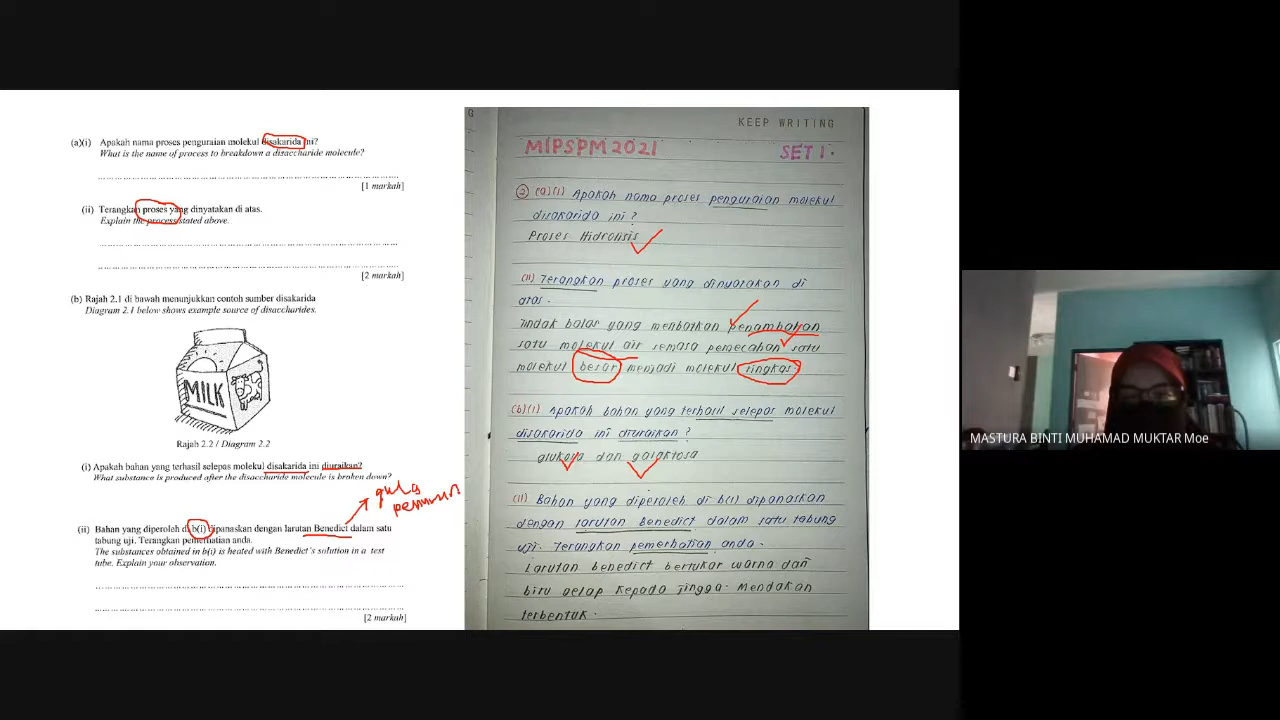 (a)(i) Apakah nama proses penguraian molekul disakarida ini?
What is the name of process to breakdown a disaccharide molecule?
[1 markah]
(ii) Terangkan proses yang dinyatakan di atas.
Explain the process stated above.
[2 markah]
(b) Rajah 2.1 di bawah menunjukkan contoh sumber disakarida
Diagram 2.1 below shows example source of disaccharides.
MILK
Rajah 2.2 / Diagram 2.2
(i) Apakah bahan yang terhasil selepas molekul disakarida ini diuraikan?
What substance is produced after the disaccharide molecule is broken down?
gula
penurun
(ii) Bahan yang diperoleh di b(i) dipanaskan dengan larutan Benedict dalam satu
tabung uji. Terangkan pemerhatian anda.
The substances obtained in b(i) is heated with Benedict's solution in a test
tube. Explain your observation.
[2 markah]
G
KEEP WRITING
MIPSPM 2021
SET 1.
② (a)(i) Apakah nama proses penguraian molekul
disakarida ini?
Proses Hidrolisis
(ii) Terangkan proses yang dinyatakan di
atas.
Tindak balas yang melibatkan penambahan
satu molekul air semasa pemecahan satu
molekul besar menjadi molekul ringkas.
(b)(i) Apakah bahan yang terhasil selepas molekul
disakarida ini diuraikan?
glukosa dan galaktosa
(ii) Bahan yang diperoleh di b(i) dipanaskan
dengan larutan benedict dalam satu tabung
uji. Terangkan pemerhatian anda.
Larutan benedict bertukar warna dari
biru gelap kepada jingga. Mendakan
terbentuk.
MASTURA BINTI MUHAMAD MUKTAR Moe